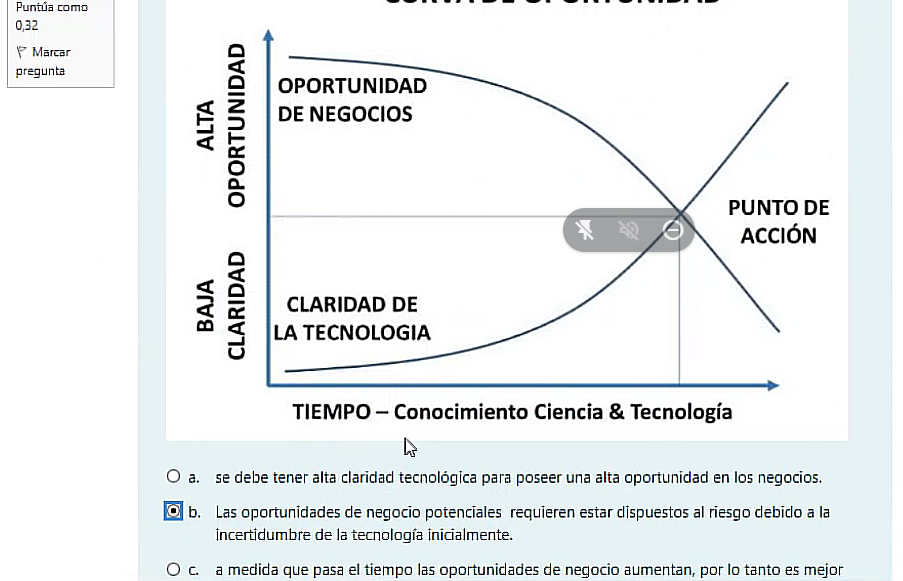 Puntúa como
0,32
Marcar
pregunta
CURVA DE OPORTUNIDAD
ALTA
OPORTUNIDAD
OPORTUNIDAD
DE NEGOCIOS
PUNTO DE
ACCIÓN
BAJA
CLARIDAD
CLARIDAD DE
LA TECNOLOGIA
TIEMPO – Conocimiento Ciencia & Tecnología
a. se debe tener alta claridad tecnológica para poseer una alta oportunidad en los negocios.
b. Las oportunidades de negocio potenciales requieren estar dispuestos al riesgo debido a la
incertidumbre de la tecnología inicialmente.
c. a medida que pasa el tiempo las oportunidades de negocio aumentan, por lo tanto es mejor